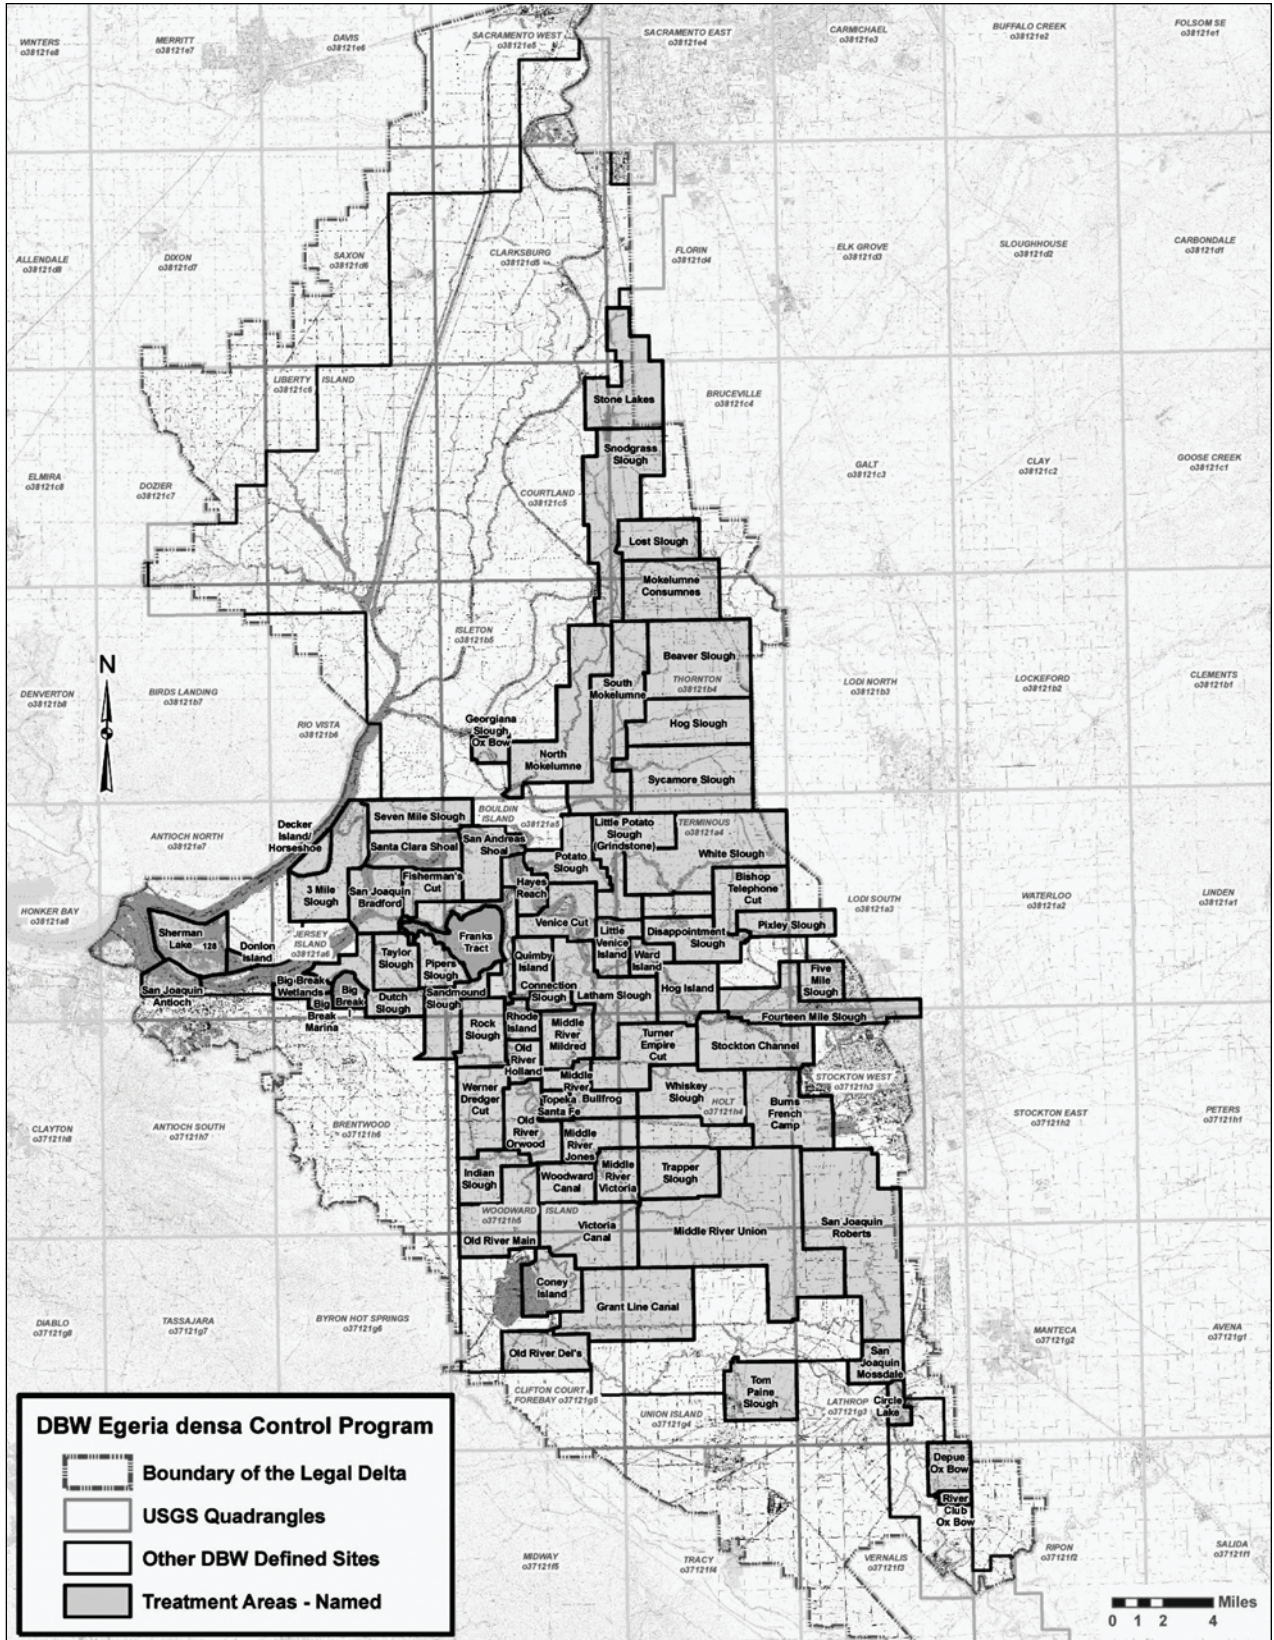 WINTERS
o38121e8
MERRITT
o38121e7
DAVIS
o38121e6
SACRAMENTO WEST
o38121e5
SACRAMENTO EAST
o38121e4
CARMICHAEL
o38121e3
BUFFALO CREEK
o38121e2
FOLSOM SE
o38121e1
ALLENDALE
o38121d8
DIXON
o38121d7
SAXON
o38121d6
CLARKSBURG
o38121d5
FLORIN
o38121d4
ELK GROVE
o38121d3
SLOUGHHOUSE
o38121d2
CARBONDALE
o38121d1
LIBERTY ISLAND
o38121c6
Stone Lakes
BRUCEVILLE
o38121c4
Snodgrass
Slough
ELMIRA
o38121c8
DOZIER
o38121c7
COURTLAND
o38121c5
GALT
o38121c3
CLAY
o38121c2
GOOSE CREEK
o38121c1
Lost Slough
Mokelumne
Consumnes
ISLETON
o38121b5
Beaver Slough
THORNTON
o38121b4
South
Mokelumne
N
DENVERTON
o38121b8
BIRDS LANDING
o38121b7
RIO VISTA
o38121b6
LODI NORTH
o38121b3
LOCKEFORD
o38121b2
CLEMENTS
o38121b1
Georgiana
Slough
Ox Bow
Hog Slough
North
Mokelumne
Sycamore Slough
Decker
Island/
Horseshoe
Seven Mile Slough
BOULDIN
ISLAND
o38121a5
Little Potato
Slough
(Grindstone)
TERMINOUS
o38121a4
ANTIOCH NORTH
o38121a7
Santa Clara Shoal
San Andreas
Shoal
Potato
Slough
White Slough
3 Mile
Slough
San Joaquin
Bradford
Fisherman's
Cut
Hayes
Reach
Bishop
Telephone
Cut
HONKER BAY
o38121a8
LODI SOUTH
o38121a3
WATERLOO
o38121a2
LINDEN
o38121a1
Sherman
Lake
128
Donlon
Island
JERSEY
ISLAND
o38121a6
Franks
Tract
Venice Cut
Little
Venice
Island
Disappointment
Slough
Pixley Slough
Taylor
Slough
Pipers
Slough
Quimby
Island
Ward
Island
San Joaquin
Antioch
Big Break
Wetlands
Big
Break
Big
Break
Marina
Dutch
Slough
Sandmound
Slough
Connection
Slough
Latham Slough
Hog Island
Five
Mile
Slough
Fourteen Mile Slough
Rock
Slough
Rhode
Island
Middle
River
Mildred
Old
River
Holland
Turner
Empire
Cut
Stockton Channel
STOCKTON WEST
o37121h3
Werner
Dredger
Cut
Middle
River
Bullfrog
Topeka
Santa Fe
Whiskey
Slough
HOLT
o37121h4
Burns
French
Camp
CLAYTON
o37121h8
ANTIOCH SOUTH
o37121h7
BRENTWOOD
o37121h6
STOCKTON EAST
o37121h2
PETERS
o37121h1
Old
River
Orwood
Middle
River
Jones
Indian
Slough
Woodward
Canal
Middle
River
Victoria
Trapper
Slough
WOODWARD ISLAND
o37121h5
Old River Main
Victoria
Canal
Middle River Union
San Joaquin
Roberts
Coney
Island
Grant Line Canal
DIABLO
o37121g8
TASSAJARA
o37121g7
BYRON HOT SPRINGS
o37121g6
MANTECA
o37121g2
AVENA
o37121g1
Old River Del's
San
Joaquin
Mossdale
Tom
Paine
Slough
CLIFTON COURT
FOREBAY o37121g5
UNION ISLAND
o37121g4
LATHROP
o37121g3
Circle
Lake
Depue
Ox Bow
River
Club
Ox Bow
MIDWAY
o37121f5
TRACY
o37121f4
VERNALIS
o37121f3
RIPON
o37121f2
SALIDA
o37121f1
DBW Egeria densa Control Program
Boundary of the Legal Delta
USGS Quadrangles
Other DBW Defined Sites
Treatment Areas - Named
Miles
0 1 2 4